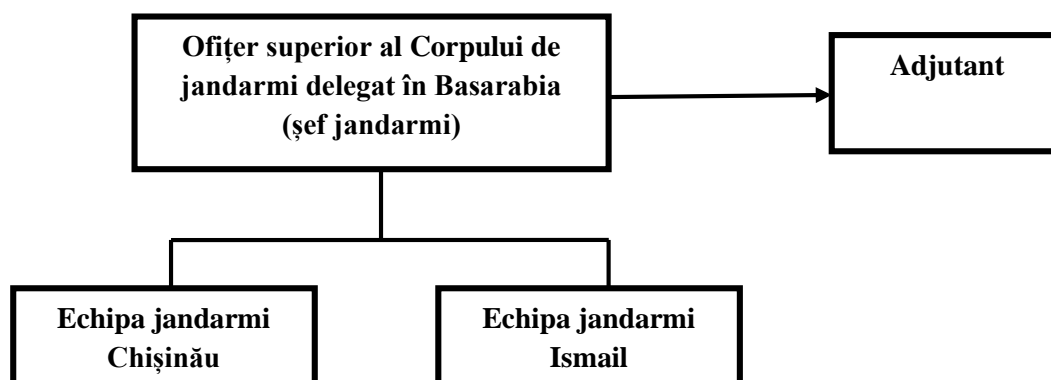 Ofițer superior al Corpului de
jandarmi delegat în Basarabia
(șef jandarmi)
Adjutant
Echipa jandarmi
Chișinău
Echipa jandarmi
Ismail